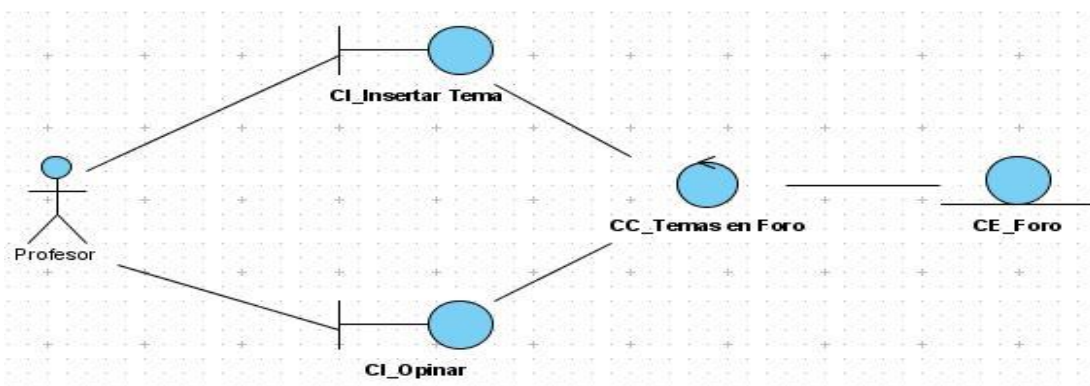 CI_Insertar Tema
Profesor
CC_Temas en Foro
CE_Foro
CI_Opinar